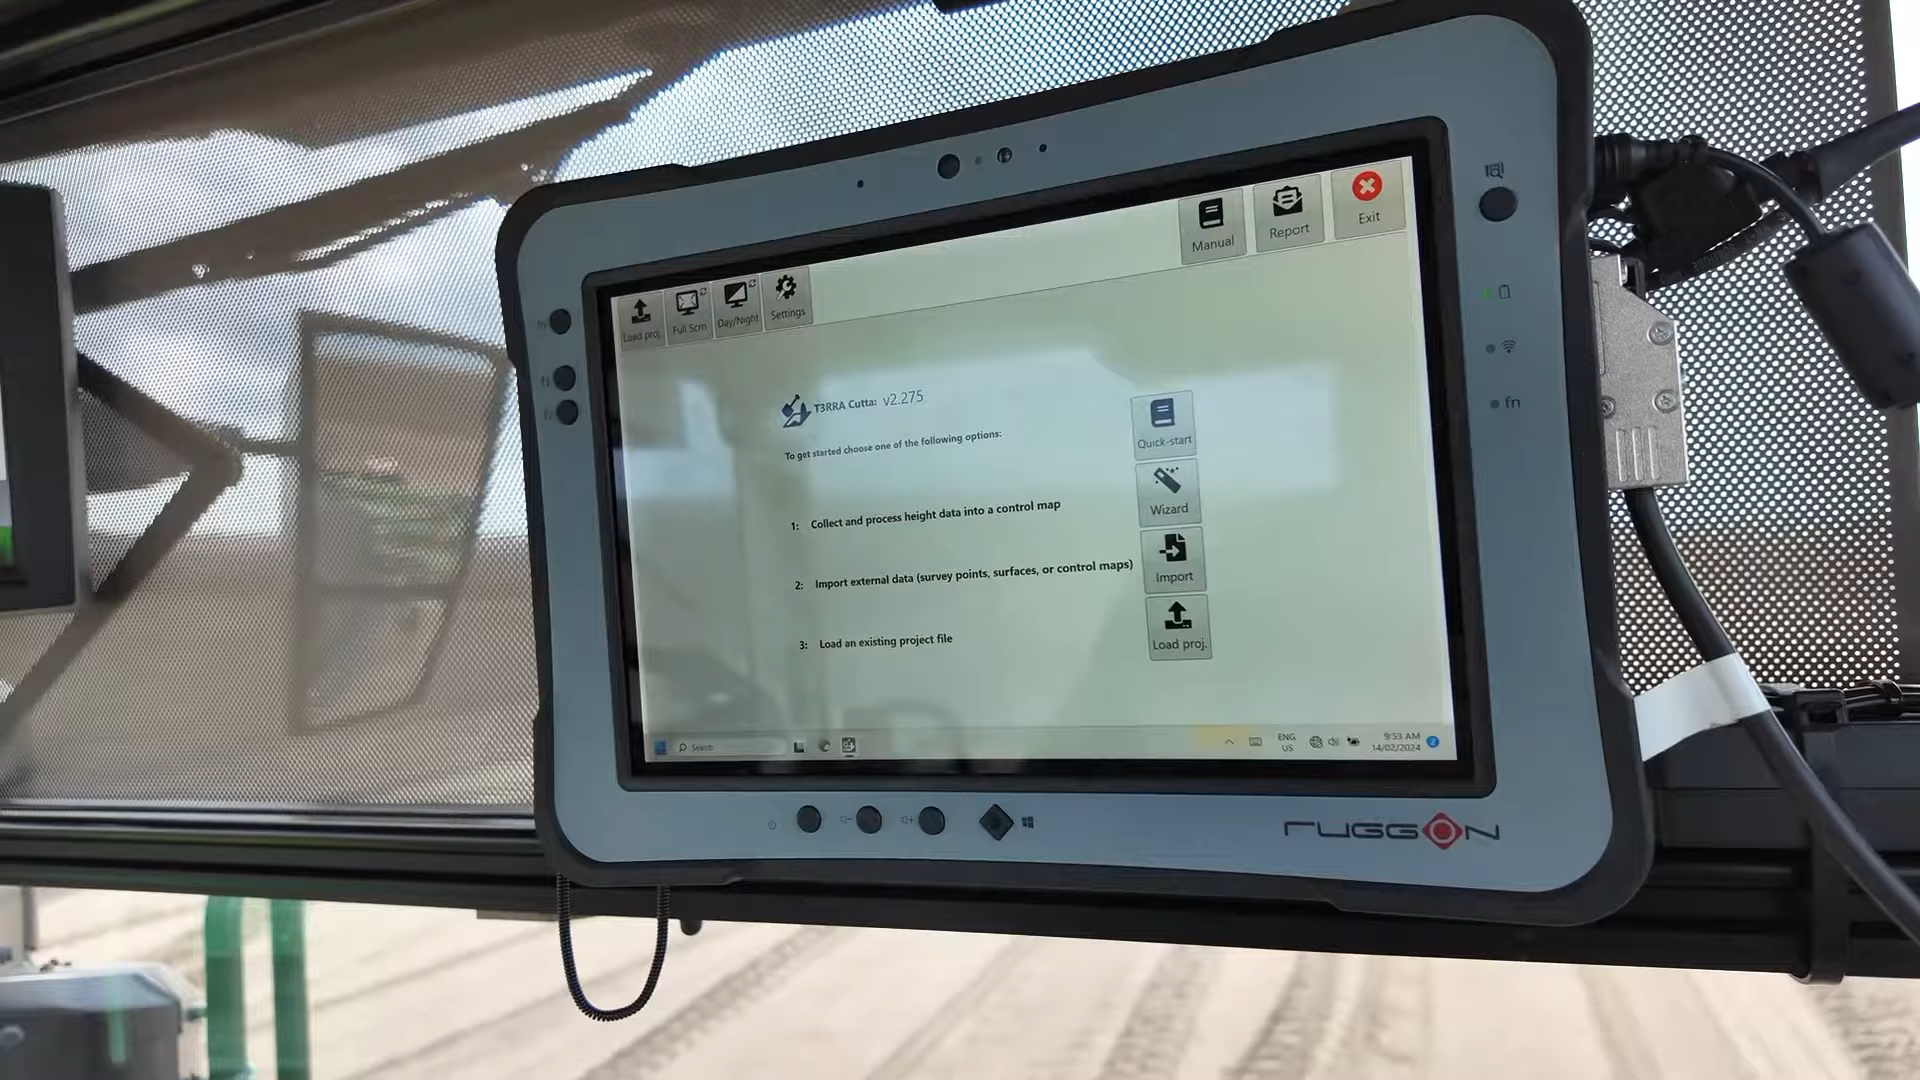 Manual
Report
Exit
Load proj.
Full Scrn
Day/Night
Settings
T3RRA Cutta: v2.275
To get started choose one of the following options:
Quick-start
1: Collect and process height data into a control map
Wizard
2: Import external data (survey points, surfaces, or control maps)
Import
3: Load an existing project file
Load proj.
Search
ENG
US
9:53 AM
14/02/2024
2
fn
RUGGON